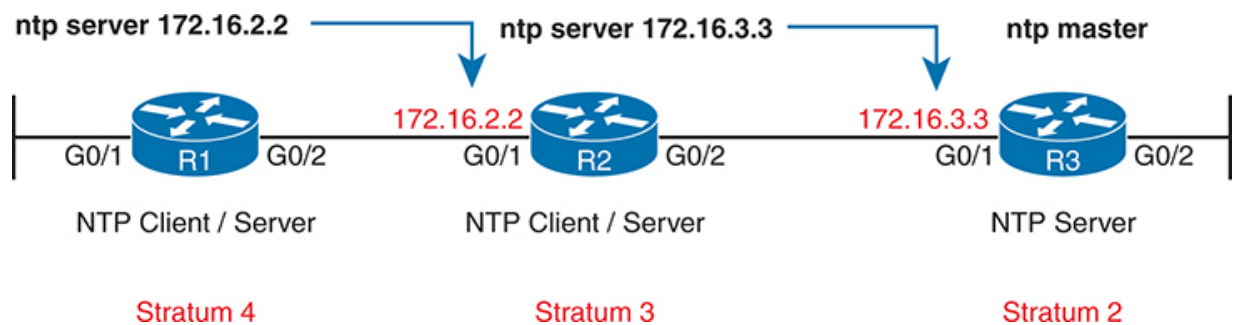 ntp server 172.16.2.2
ntp server 172.16.3.3
ntp master
172.16.2.2
172.16.3.3
G0/1
R1
G0/2
G0/1
R2
G0/2
G0/1
R3
G0/2
NTP Client / Server
NTP Client / Server
NTP Server
Stratum 4
Stratum 3
Stratum 2